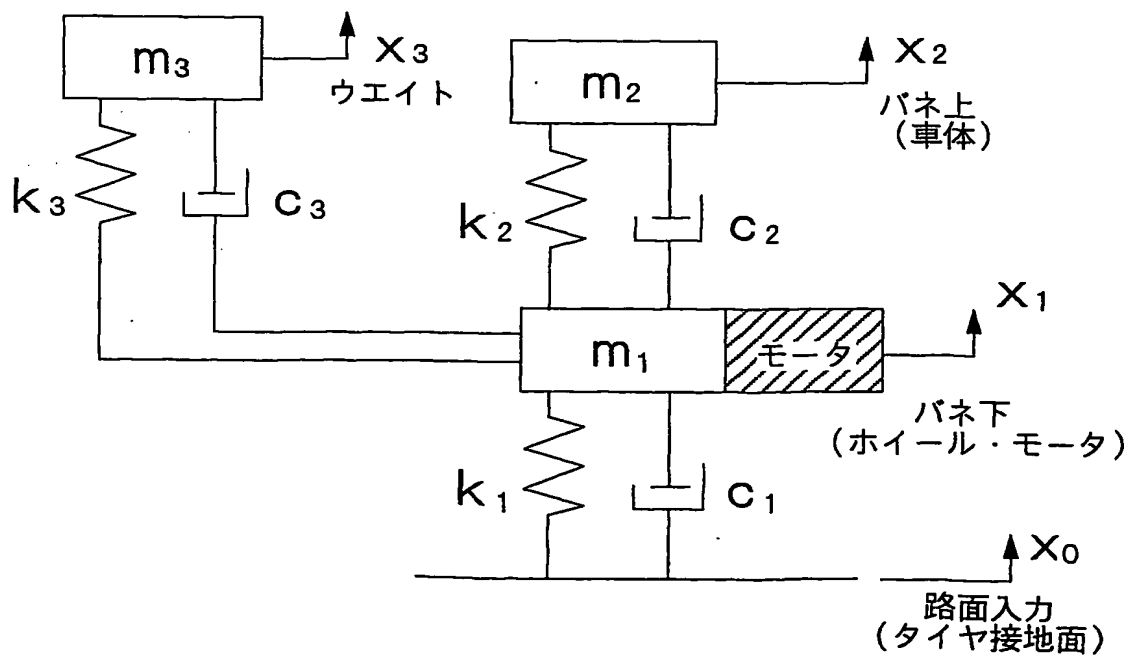 m₃
x₃
ウエイト
k₃
c₃
m₂
x₂
バネ上
(車体)
k₂
c₂
m₁
モータ
x₁
バネ下
(ホイール・モータ)
k₁
c₁
x₀
路面入力
(タイヤ接地面)